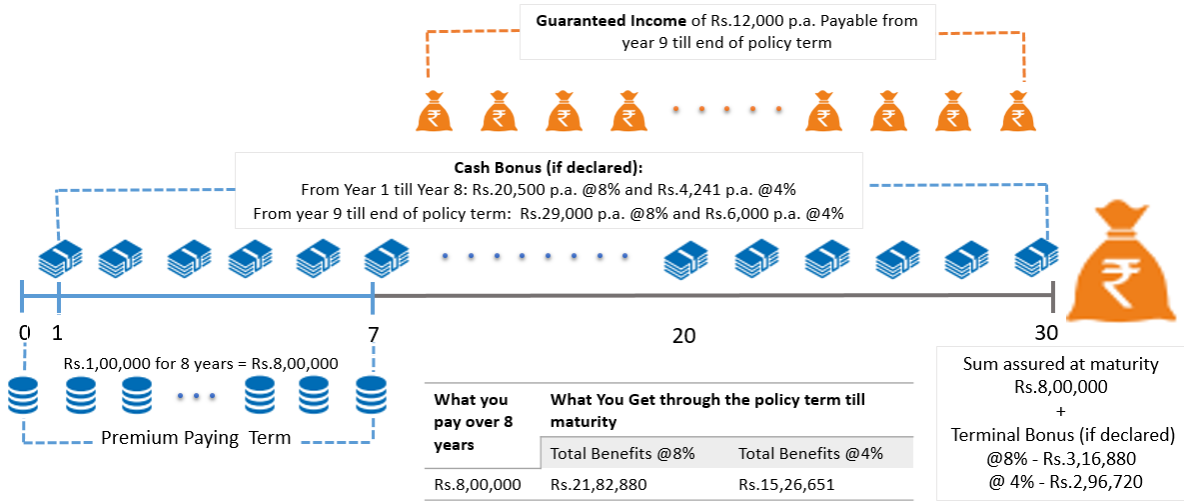 Guaranteed Income of Rs.12,000 p.a. Payable from
year 9 till end of policy term
₹ ₹ ₹ ₹ ₹ ₹ ₹ ₹
Cash Bonus (if declared):
From Year 1 till Year 8: Rs.20,500 p.a. @8% and Rs.4,241 p.a. @4%
From year 9 till end of policy term:  Rs.29,000 p.a. @8% and Rs.6,000 p.a. @4%
₹
0 1 7 20 30
Rs.1,00,000 for 8 years = Rs.8,00,000
Premium Paying Term
What you
pay over 8
years
What You Get through the policy term till
maturity
Total Benefits @8% Total Benefits @4%
Rs.8,00,000 Rs.21,82,880 Rs.15,26,651
Sum assured at maturity
Rs.8,00,000
+
Terminal Bonus (if declared)
@8% - Rs.3,16,880
@ 4% - Rs.2,96,720